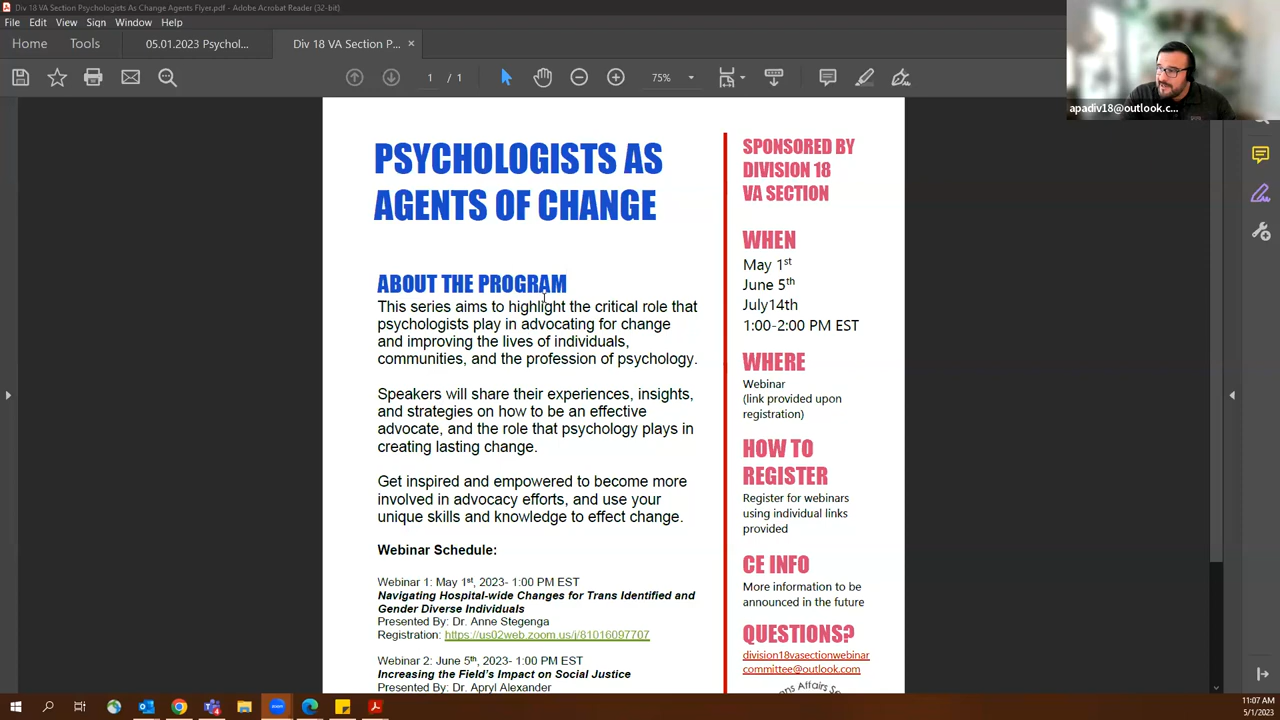 Div 18 VA Section Psychologists As Change Agents Flyer.pdf - Adobe Acrobat Reader (32-bit)
File Edit View Sign Window Help
Home Tools 05.01.2023 Psychol... Div 18 VA Section P... ×
1 / 1 75%
apadiv18@outlook.c...
PSYCHOLOGISTS AS
AGENTS OF CHANGE
ABOUT THE PROGRAM
This series aims to highlight the critical role that
psychologists play in advocating for change
and improving the lives of individuals,
communities, and the profession of psychology.
Speakers will share their experiences, insights,
and strategies on how to be an effective
advocate, and the role that psychology plays in
creating lasting change.
Get inspired and empowered to become more
involved in advocacy efforts, and use your
unique skills and knowledge to effect change.
Webinar Schedule:
Webinar 1: May 1st, 2023- 1:00 PM EST
Navigating Hospital-wide Changes for Trans Identified and
Gender Diverse Individuals
Presented By: Dr. Anne Stegenga
Registration: https://us02web.zoom.us/j/81016097707
Webinar 2: June 5th, 2023- 1:00 PM EST
Increasing the Field's Impact on Social Justice
Presented By: Dr. Apryl Alexander
SPONSORED BY
DIVISION 18
VA SECTION
WHEN
May 1st
June 5th
July14th
1:00-2:00 PM EST
WHERE
Webinar
(link provided upon
registration)
HOW TO
REGISTER
Register for webinars
using individual links
provided
CE INFO
More information to be
announced in the future
QUESTIONS?
division18vasectionwebinar
committee@outlook.com
11:07 AM
5/1/2023